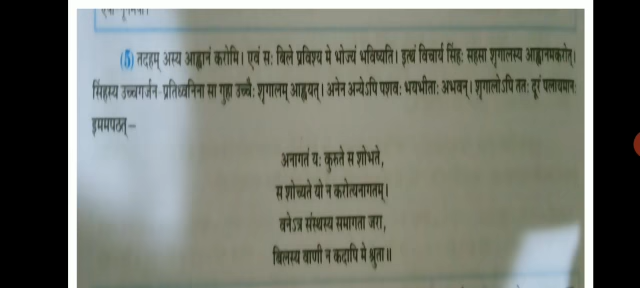 (5) तदहम् अस्य आह्वानं करोमि। एवं सः बिले प्रविश्य मे भोज्यं भविष्यति। इत्थं विचार्य सिंहः सहसा शृगालस्य आह्वानमकरोत्।
सिंहस्य उच्चगर्जन-प्रतिध्वनिना सा गुहा उच्चैः शृगालम् आह्वयत्। अनेन अन्येऽपि पशवः भयभीताः अभवन्। शृगालोऽपि ततः दूरं पलायमानः
इममपठत्–
अनागतं यः कुरुते स शोभते,
स शोच्यते यो न करोत्यनागतम्।
वनेऽत्र संस्थस्य समागता जरा,
बिलस्य वाणी न कदापि मे श्रुता॥